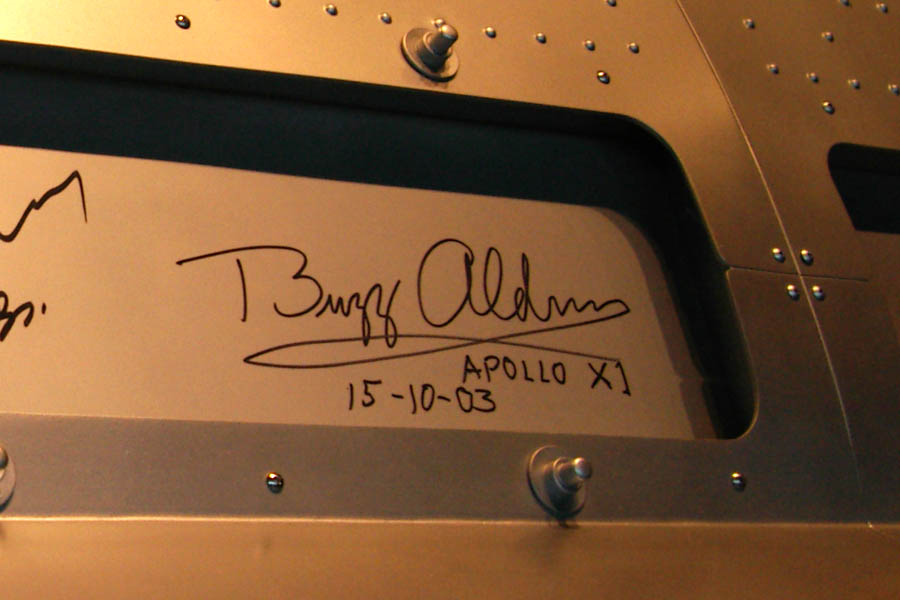 Buzz Aldrin
APOLLO XI
15-10-03